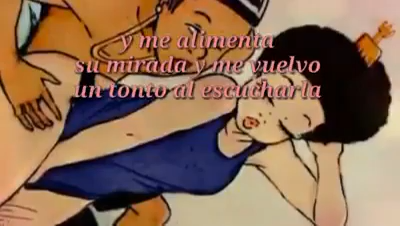 y me alimenta
su mirada y me vuelvo
un tonto al escucharla